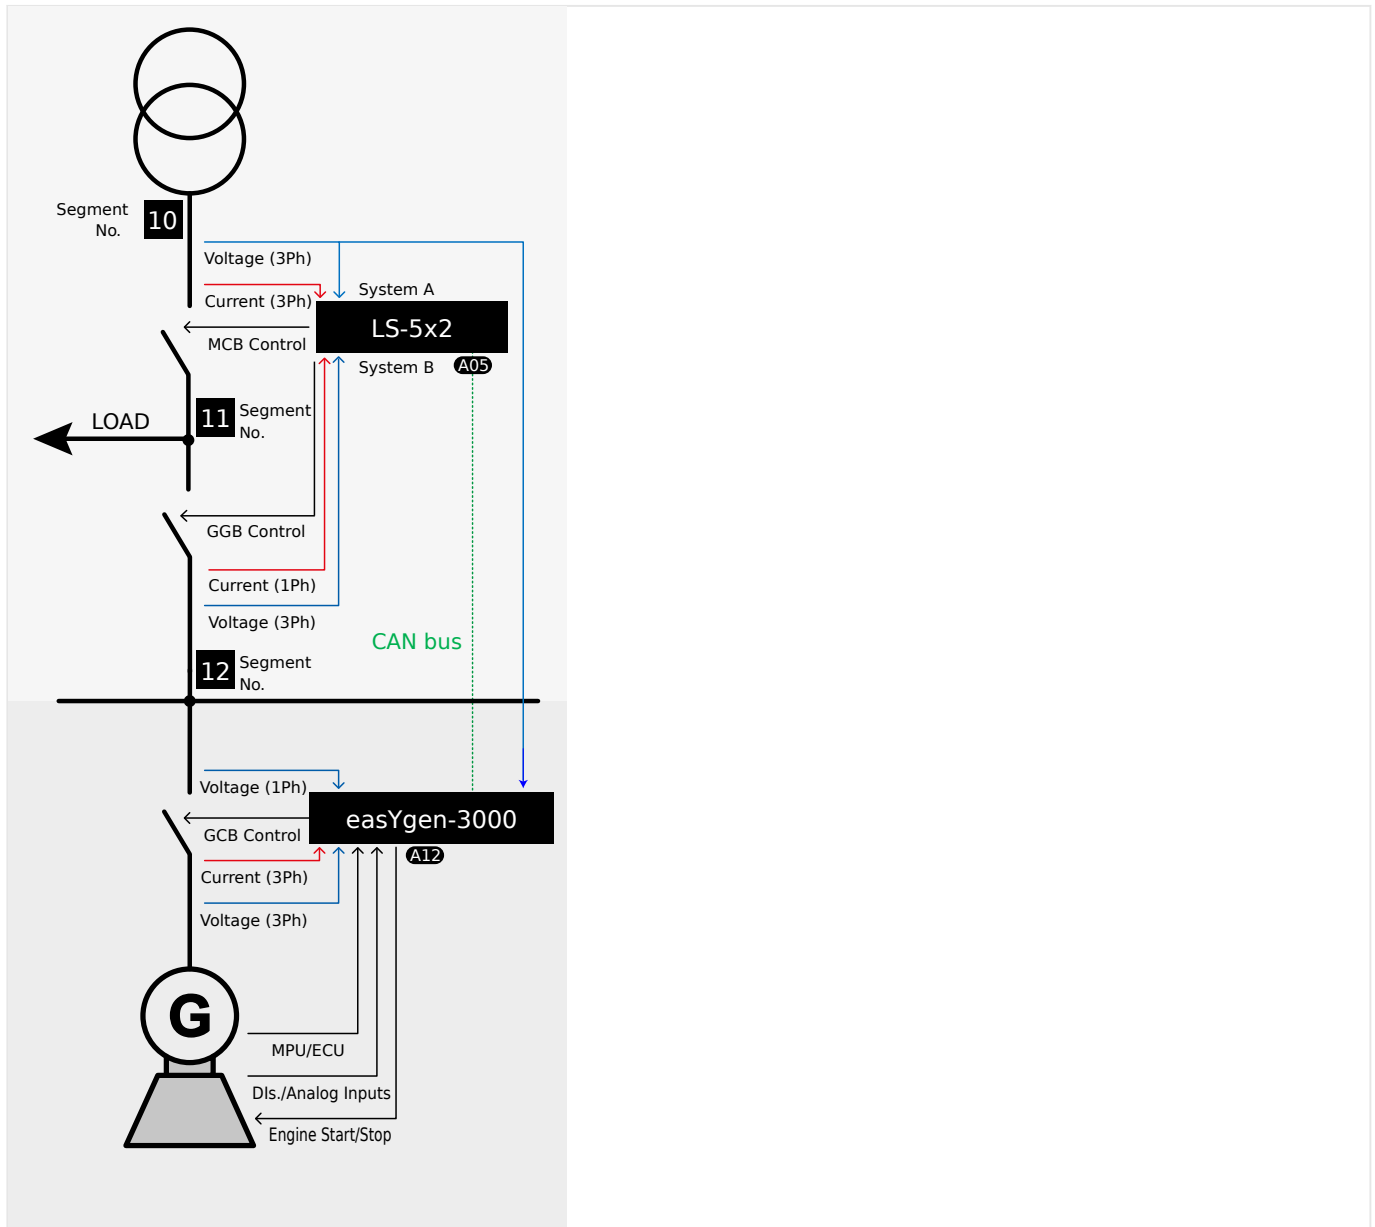 Segment
No.
10
Voltage (3Ph)
System A
Current (3Ph)
LS-5x2
MCB Control
System B
A05
LOAD
11
Segment
No.
GGB Control
Current (1Ph)
Voltage (3Ph)
CAN bus
12
Segment
No.
Voltage (1Ph)
easYgen-3000
GCB Control
A12
Current (3Ph)
Voltage (3Ph)
G
MPU/ECU
DIs./Analog Inputs
Engine Start/Stop